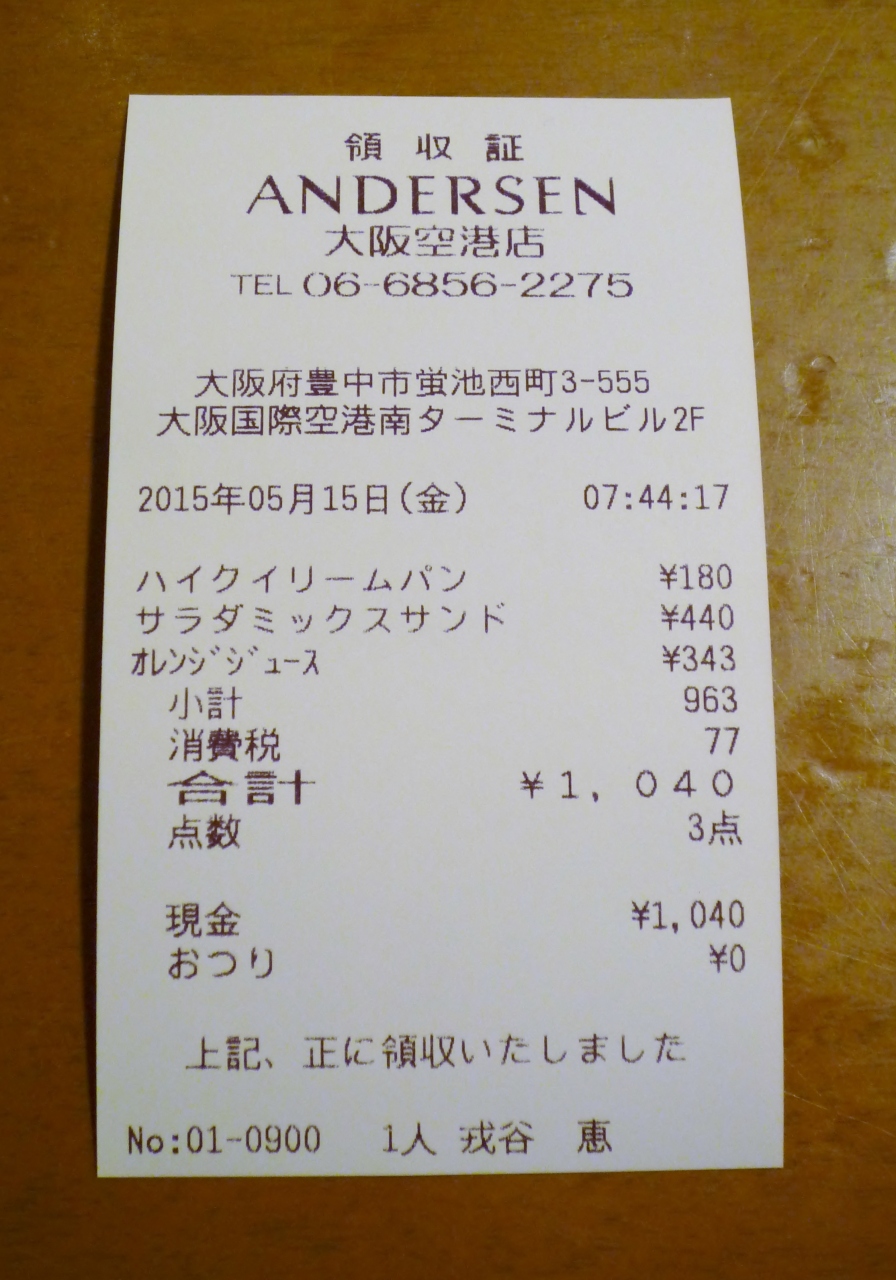 領収証
ANDERSEN
大阪空港店
TEL 06-6856-2275
大阪府豊中市蛍池西町3-555
大阪国際空港南ターミナルビル2F
2015年05月15日(金) 07:44:17
ハイクイリームパン ¥180
サラダミックスサンド ¥440
ｵﾚﾝｼﾞｼﾞｭｰｽ ¥343
小計 963
消費税 77
合計 ¥1,040
点数 3点
現金 ¥1,040
おつり ¥0
上記、正に領収いたしました
No:01-0900 1人 戎谷 恵